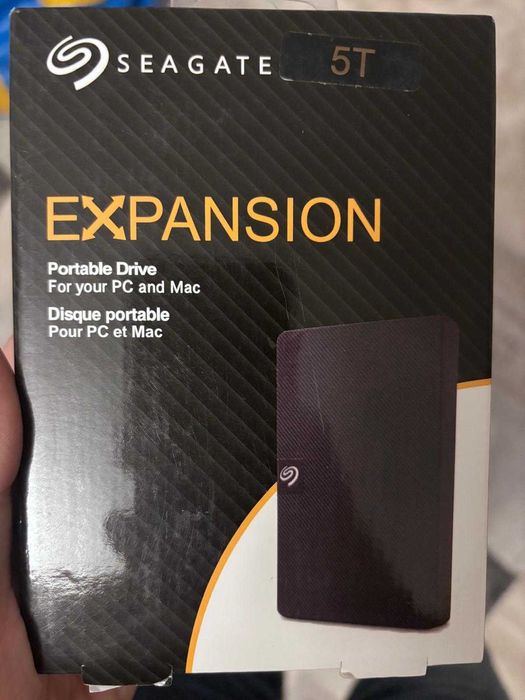 SEAGATE 5T
EXPANSION
Portable Drive
For your PC and Mac
Disque portable
Pour PC et Mac